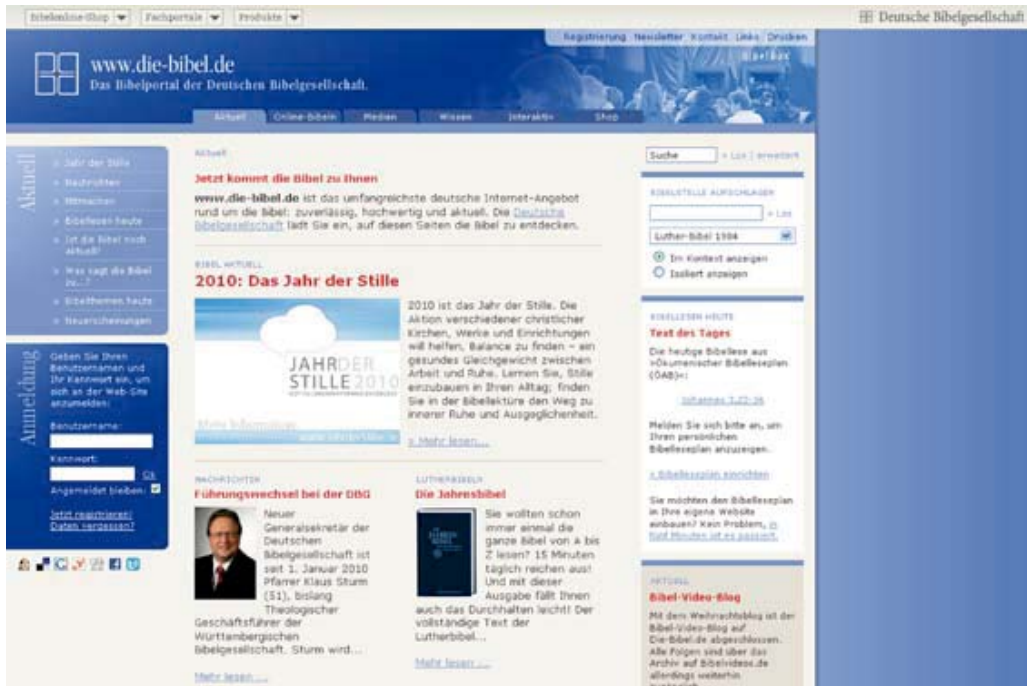 Bibelonline-Shop
Fachportale
Produkte
Deutsche Bibelgesellschaft
Registrierung Newsletter Kontakt Links Drucken
www.die-bibel.de
Das Bibelportal der Deutschen Bibelgesellschaft.
Aktuell Online-Bibeln Medien Wissen Interaktiv Shop
Aktuell
» Jahr der Stille
» Nachrichten
» Mitmachen
» Bibellesen heute
» Ist die Bibel noch
aktuell?
» Was sagt die Bibel
zu...?
» Bibelthemen heute
» Neuerscheinungen
Anmeldung
Geben Sie Ihren
Benutzernamen und
Ihr Kennwort ein, um
sich an der Web-Site
anzumelden:
Benutzername:
Kennwort:
Ok
Angemeldet bleiben:
Jetzt registrieren!
Daten vergessen?
Aktuell
Jetzt kommt die Bibel zu Ihnen
www.die-bibel.de ist das umfangreichste deutsche Internet-Angebot
rund um die Bibel: zuverlässig, hochwertig und aktuell. Die Deutsche
Bibelgesellschaft lädt Sie ein, auf diesen Seiten die Bibel zu entdecken.
BIBEL AKTUELL
2010: Das Jahr der Stille
JAHRDER
STILLE2010
Mehr Information
2010 ist das Jahr der Stille. Die
Aktion verschiedener christlicher
Kirchen, Werke und Einrichtungen
will helfen, Balance zu finden – ein
gesundes Gleichgewicht zwischen
Arbeit und Ruhe. Lernen Sie, Stille
einzubauen in Ihren Alltag; finden
Sie in der Bibellektüre den Weg zu
innerer Ruhe und Ausgeglichenheit.
» Mehr lesen...
NACHRICHTEN
Führungswechsel bei der DBG
Neuer
Generalsekretär der
Deutschen
Bibelgesellschaft ist
seit 1. Januar 2010
Pfarrer Klaus Sturm
(51), bislang
Theologischer
Geschäftsführer der
Württembergischen
Bibelgesellschaft. Sturm wird...
Mehr lesen ...
LUTHERBIBELN
Die Jahresbibel
Sie wollten schon
immer einmal die
ganze Bibel von A bis
Z lesen? 15 Minuten
täglich reichen aus!
Und mit dieser
Ausgabe fällt Ihnen
auch das Durchhalten leicht! Der
vollständige Text der
Lutherbibel...
Mehr lesen ...
Suche » Los | erweitert
BIBELSTELLE AUFSCHLAGEN
» Los
Luther-Bibel 1984
Im Kontext anzeigen
Isoliert anzeigen
BIBELLESEN HEUTE
Text des Tages
Die heutige Bibellese aus
»Ökumenischer Bibelleseplan
(ÖAB)«:
Johannes 3,22-36
Melden Sie sich bitte an, um
Ihren persönlichen
Bibelleseplan anzuzeigen.
» Bibelleseplan einrichten
Sie möchten den Bibelleseplan
in Ihre eigene Website
einbauen? Kein Problem, in
fünf Minuten ist es passiert.
AKTUELL
Bibel-Video-Blog
Mit dem Weihnachtsblog ist der
Bibel-Video-Blog auf
Die-Bibel.de abgeschlossen.
Alle Folgen sind über das
Archiv auf Bibelvideos.de
allerdings weiterhin